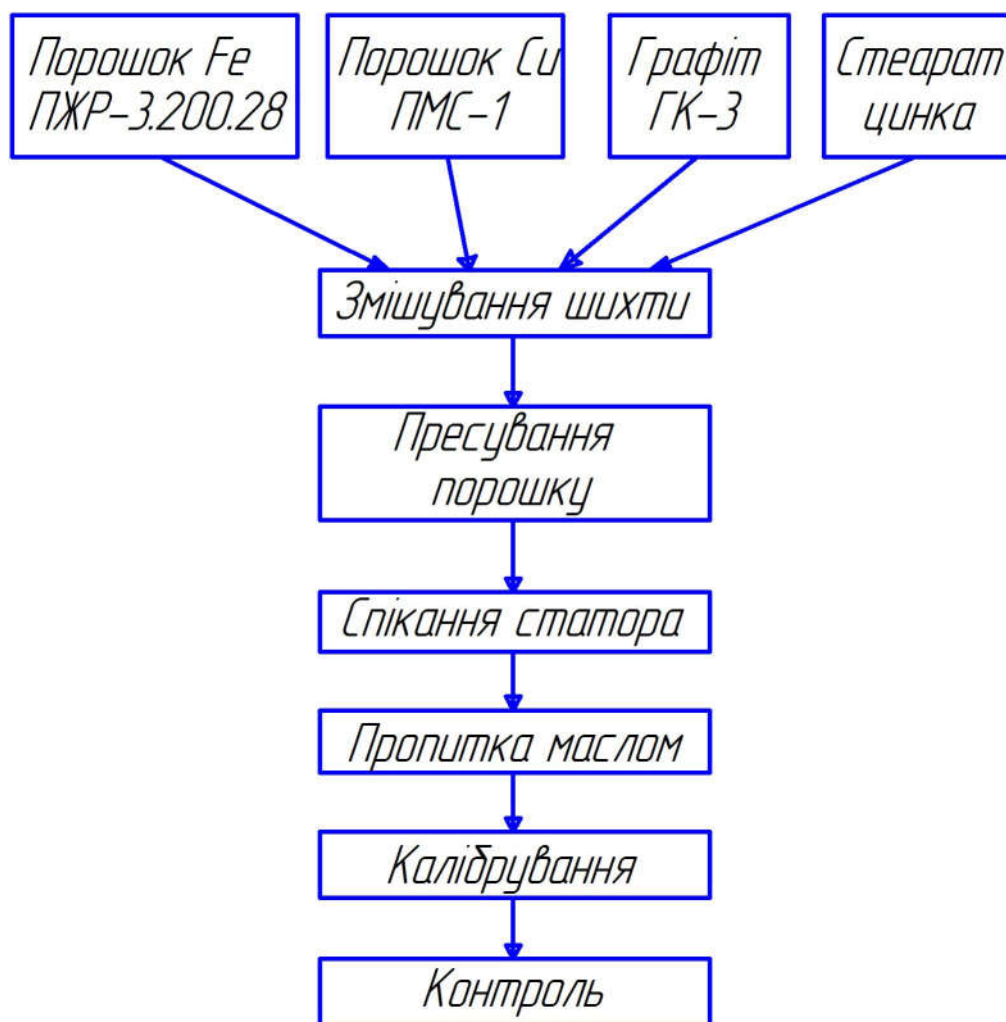 Порошок Fe
ПЖР-3.200.28
Порошок Cu
ПМС-1
Графіт
ГК-3
Стеарат
цинка
Змішування шихти
Пресування
порошку
Спікання статора
Пропитка маслом
Калібрування
Контроль